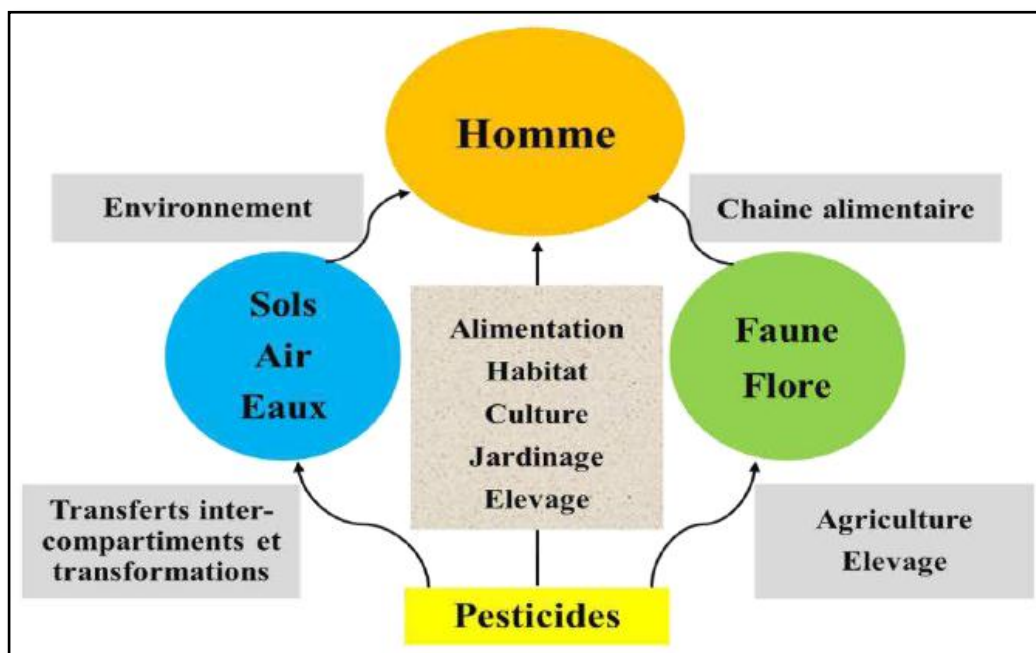 Homme
Environnement
Chaine alimentaire
Sols
Air
Eaux
Alimentation
Habitat
Culture
Jardinage
Elevage
Faune
Flore
Transferts inter-
compartiments et
transformations
Agriculture
Elevage
Pesticides